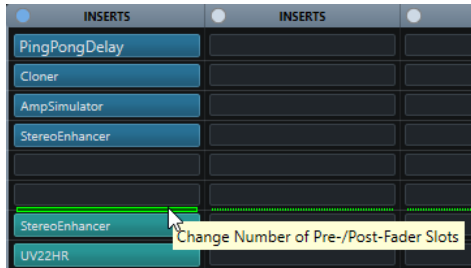 INSERTS
INSERTS
PingPongDelay
Cloner
AmpSimulator
StereoEnhancer
StereoEnhancer
Change Number of Pre-/Post-Fader Slots
UV22HR